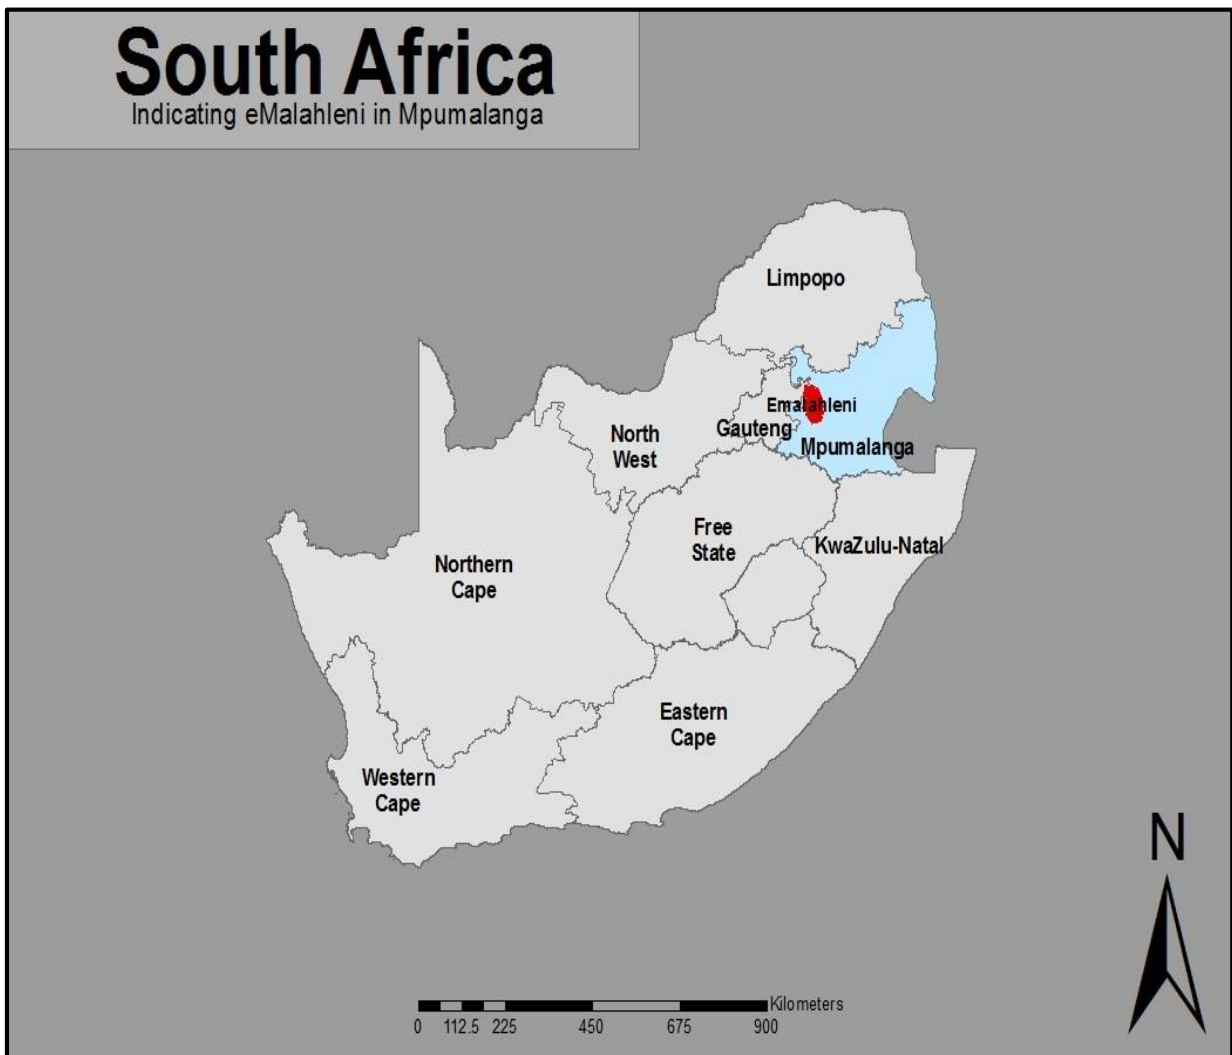 South Africa
Indicating eMalahleni in Mpumalanga
Limpopo
Emalahleni
Gauteng
Mpumalanga
North
West
Free
State
KwaZulu-Natal
Northern
Cape
Eastern
Cape
Western
Cape
N
Kilometers
0 112.5 225 450 675 900